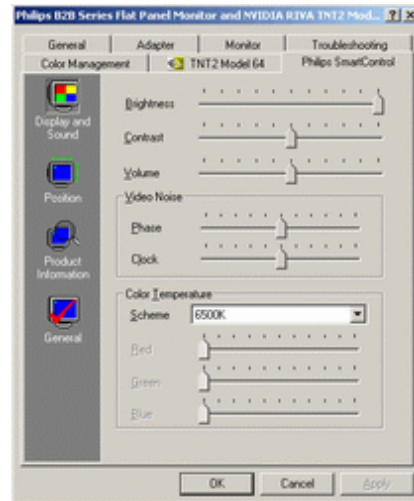 Philips B2B Series Flat Panel Monitor and NVIDIA RIVA TNT2 Mod... ? X
General Adapter Monitor Troubleshooting
Color Management TNT2 Model 64 Philips SmartControl
Display and
Sound
Position
Product
Information
General
Brightness
Contrast
Volume
Video Noise
Phase
Clock
Color Temperature
Scheme 6500K
Red
Green
Blue
OK Cancel Apply